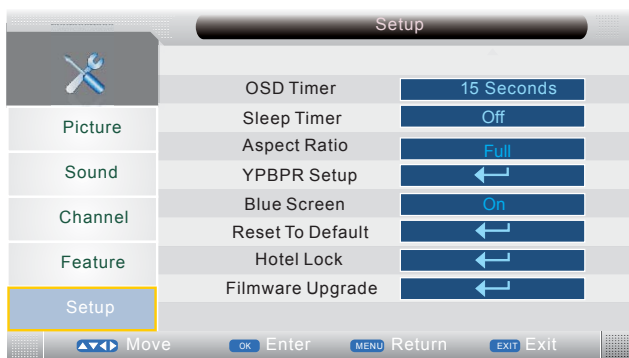 Setup
OSD Timer 15 Seconds
Sleep Timer Off
Aspect Ratio Full
YPBPR Setup
Blue Screen On
Reset To Default
Hotel Lock
Filmware Upgrade
Picture
Sound
Channel
Feature
Setup
Move OK Enter MENU Return EXIT Exit